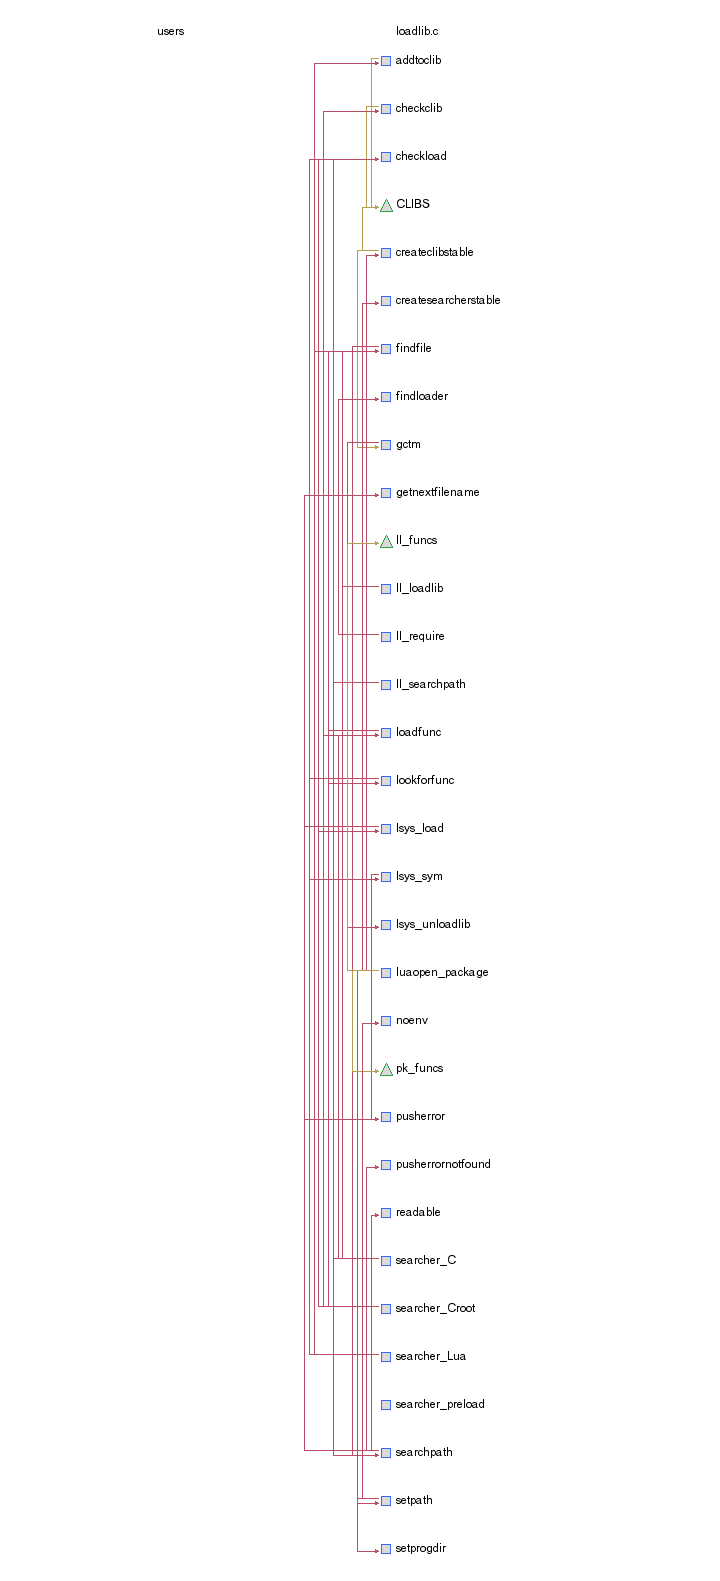 users loadlib.c
addtoclib
checkclib
checkload
CLIBS
createclibstable
createsearcherstable
findfile
findloader
gctm
getnextfilename
ll_funcs
ll_loadlib
ll_require
ll_searchpath
loadfunc
lookforfunc
lsys_load
lsys_sym
lsys_unloadlib
luaopen_package
noenv
pk_funcs
pusherror
pusherrornotfound
readable
searcher_C
searcher_Croot
searcher_Lua
searcher_preload
searchpath
setpath
setprogdir